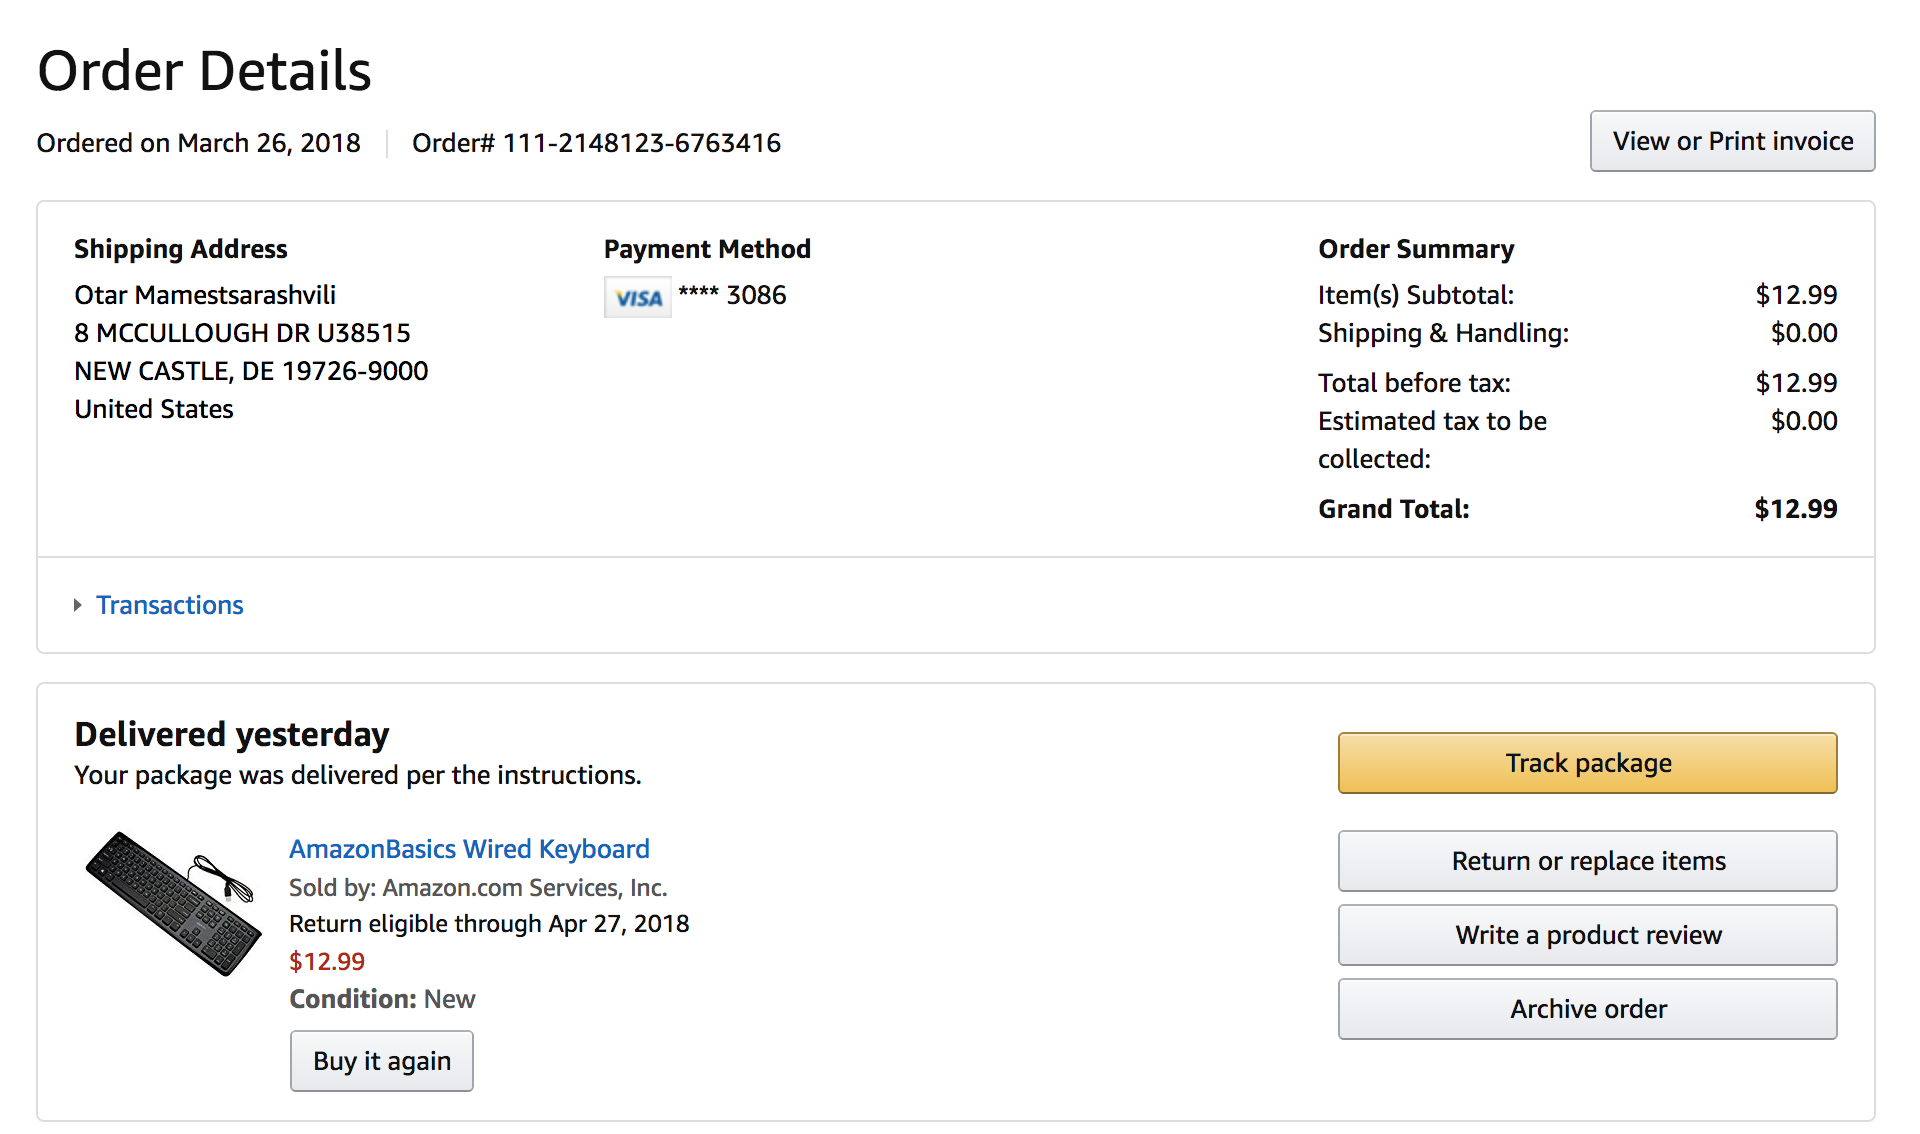 Order Details
Ordered on March 26, 2018 Order# 111-2148123-6763416
View or Print invoice
Shipping Address
Otar Mamestsarashvili
8 MCCULLOUGH DR U38515
NEW CASTLE, DE 19726-9000
United States
Payment Method
VISA **** 3086
Order Summary
Item(s) Subtotal: $12.99
Shipping & Handling: $0.00
Total before tax: $12.99
Estimated tax to be $0.00
collected:
Grand Total: $12.99
Transactions
Delivered yesterday
Your package was delivered per the instructions.
AmazonBasics Wired Keyboard
Sold by: Amazon.com Services, Inc.
Return eligible through Apr 27, 2018
$12.99
Condition: New
Buy it again
Track package
Return or replace items
Write a product review
Archive order